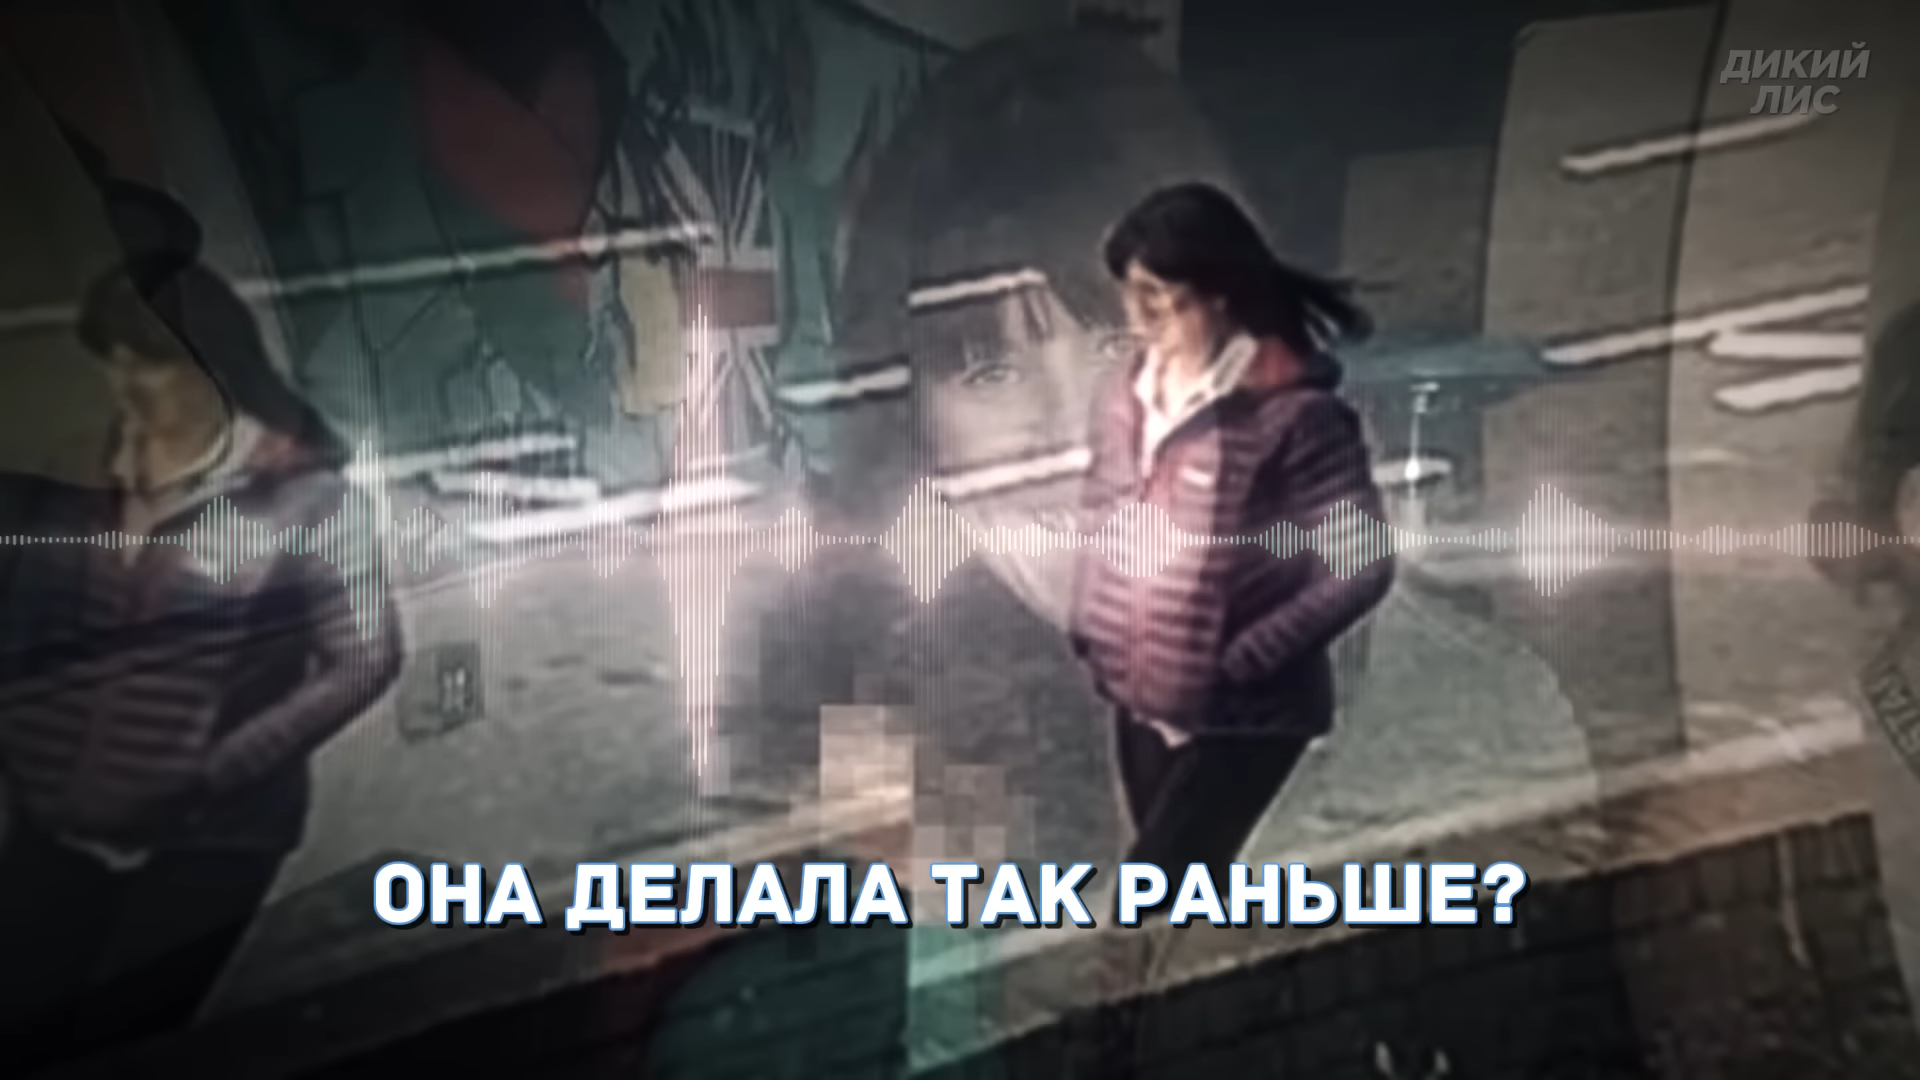 ДИКИЙ
ЛИС
ОНА ДЕЛАЛА ТАК РАНЬШЕ?